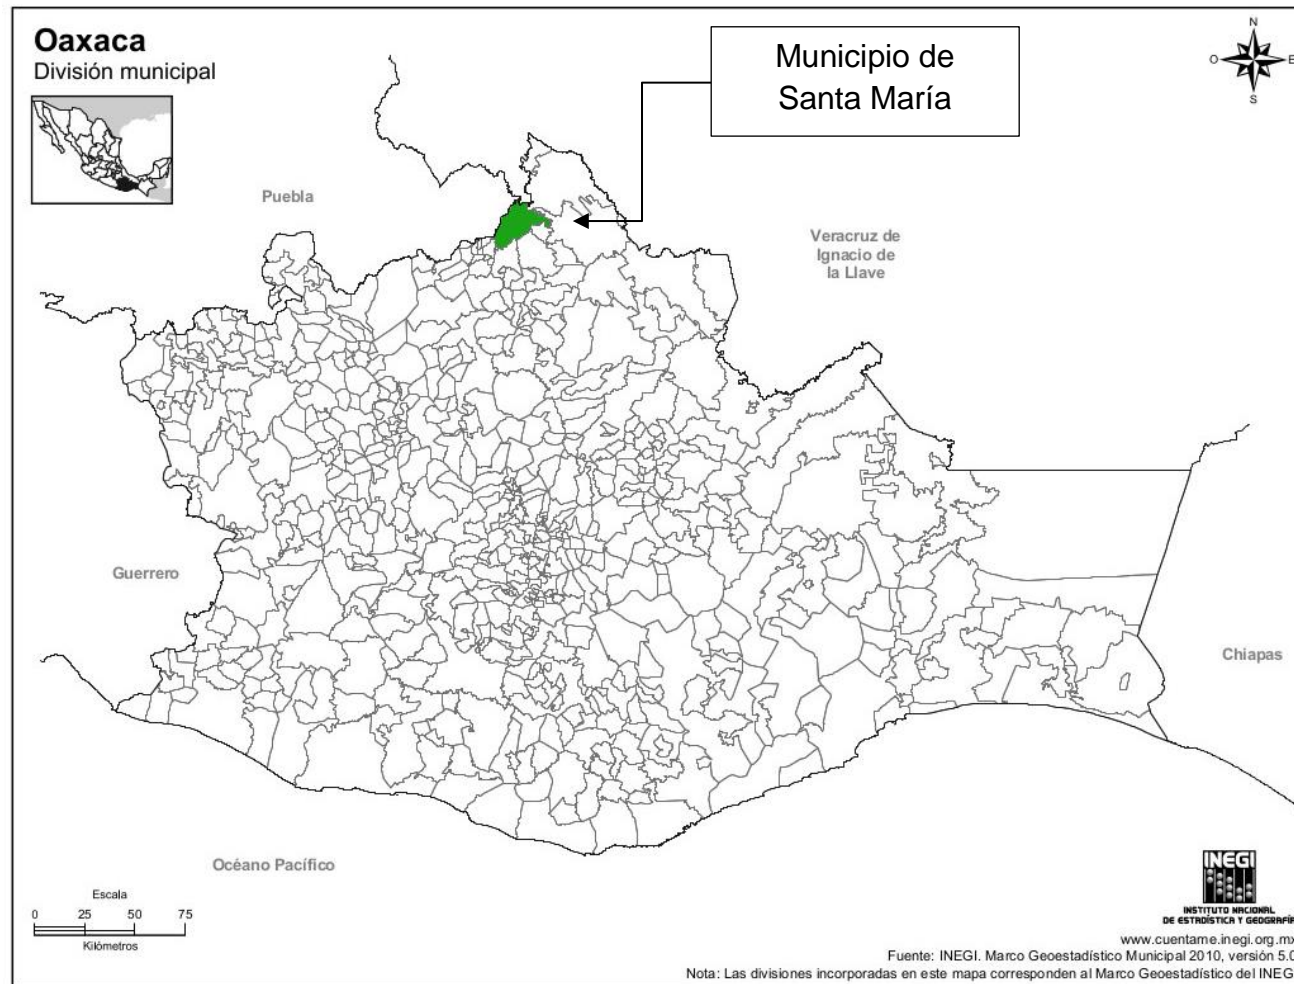 Oaxaca
División municipal
Municipio de
Santa María
N
O
E
S
Puebla
Veracruz de
Ignacio de
la Llave
Guerrero
Chiapas
Océano Pacífico
Escala
0 25 50 75
Kilómetros
INEGI
INSTITUTO NACIONAL
DE ESTADÍSTICA Y GEOGRAFÍA
www.cuentame.inegi.org.mx
Fuente: INEGI. Marco Geoestadístico Municipal 2010, versión 5.0
Nota: Las divisiones incorporadas en este mapa corresponden al Marco Geoestadístico del INEG